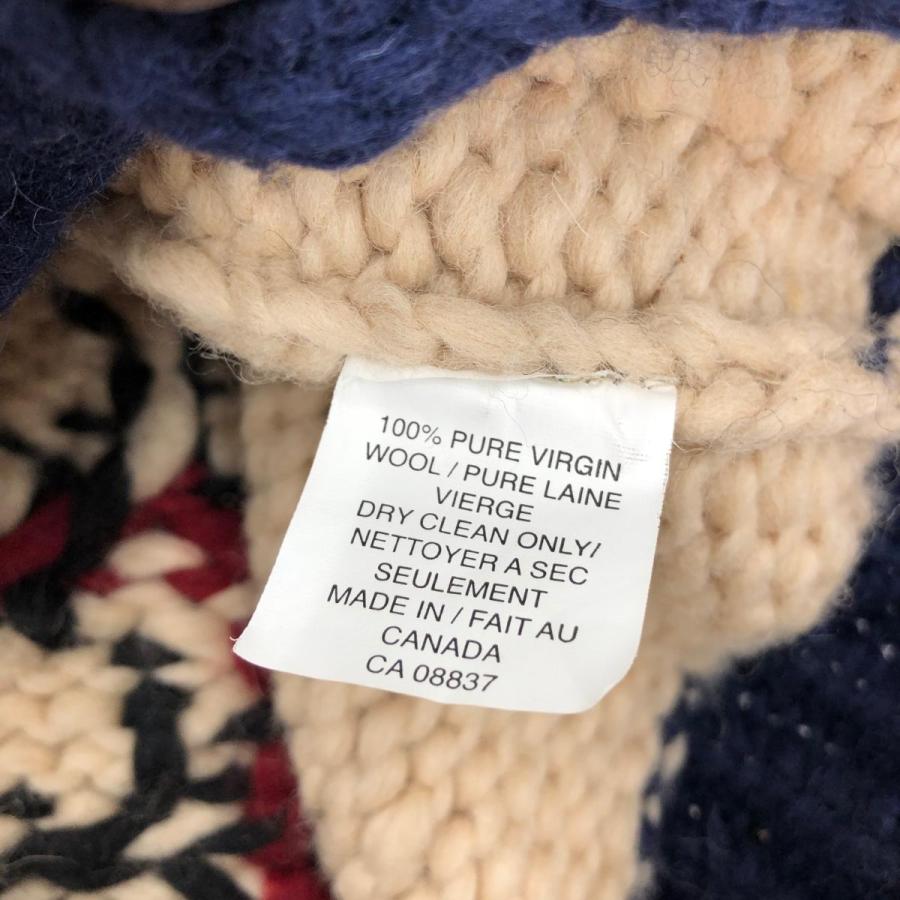 100% PURE VIRGIN
WOOL / PURE LAINE
VIERGE
DRY CLEAN ONLY/
NETTOYER A SEC
SEULEMENT
MADE IN / FAIT AU
CANADA
CA 08837